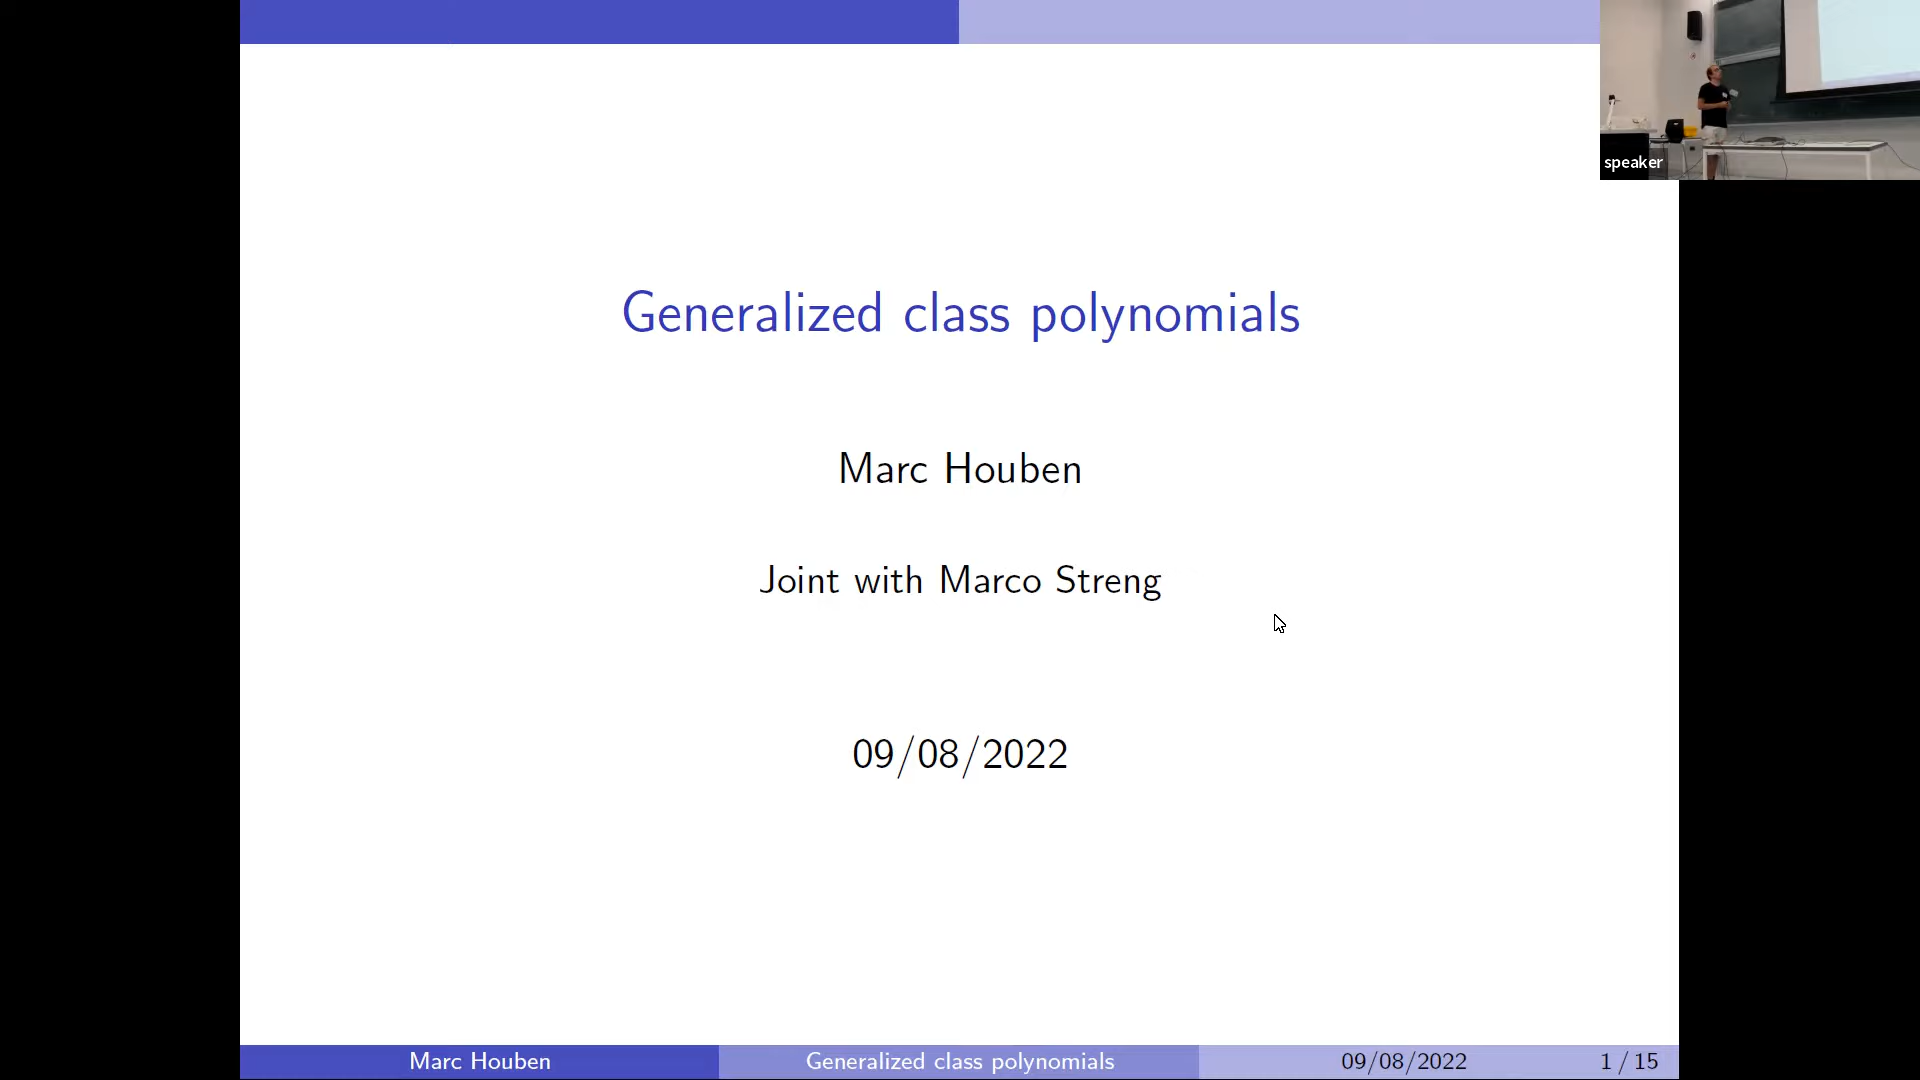 speaker
Generalized class polynomials
Marc Houben
Joint with Marco Streng
09/08/2022
Marc Houben
Generalized class polynomials
09/08/2022
1 / 15